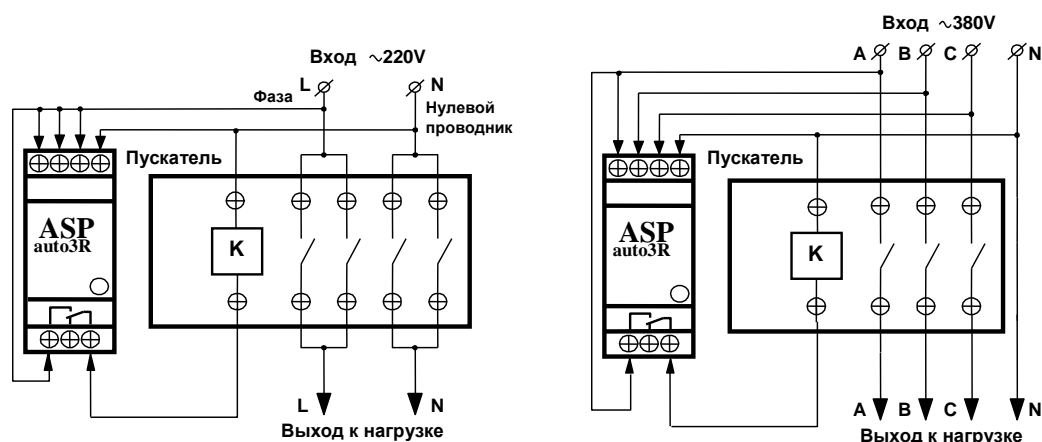 Вход ~220V
L
N
Фаза
Нулевой
проводник
Пускатель
ASP
auto3R
K
L
N
Выход к нагрузке
Вход ~380V
A
B
C
N
Пускатель
ASP
auto3R
K
A
B
C
N
Выход к нагрузке